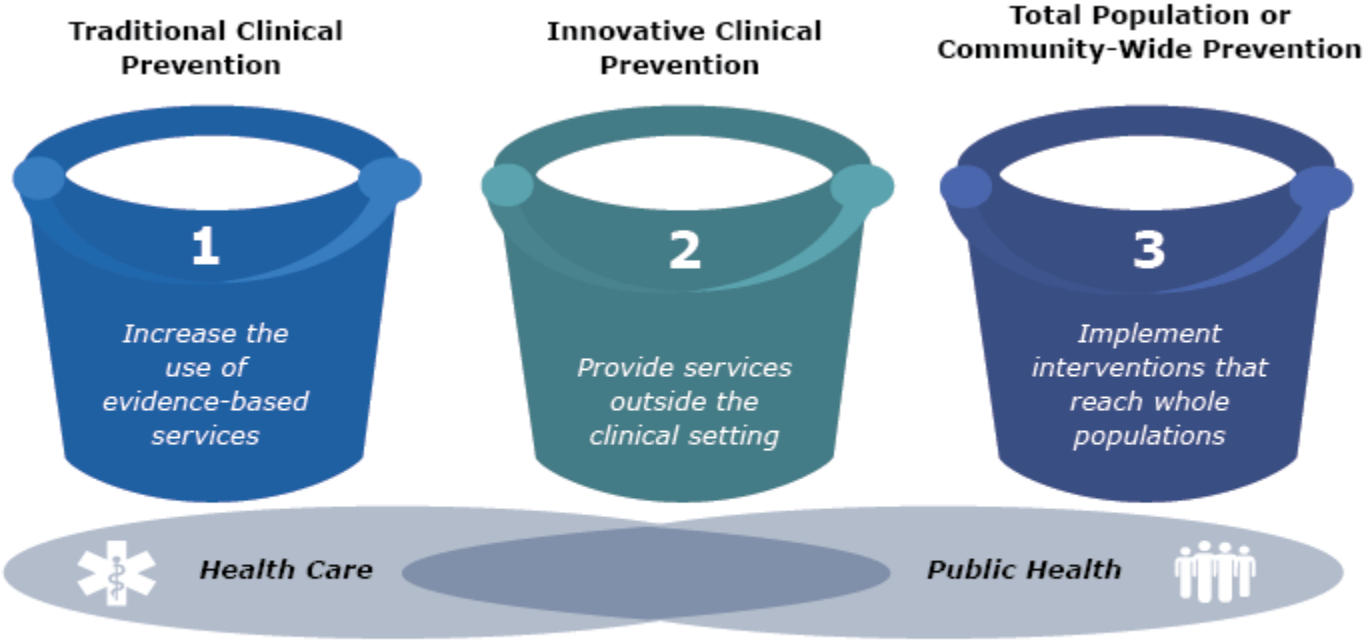 Traditional Clinical
Prevention
Innovative Clinical
Prevention
Total Population or
Community-Wide Prevention
1
Increase the
use of
evidence-based
services
2
Provide services
outside the
clinical setting
3
Implement
interventions that
reach whole
populations
Health Care
Public Health